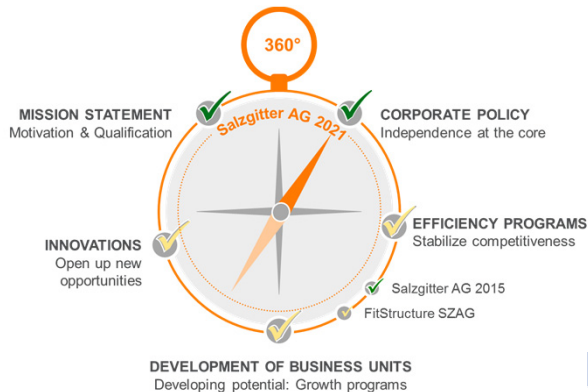 360°
Salzgitter AG 2021
MISSION STATEMENT
Motivation & Qualification
CORPORATE POLICY
Independence at the core
EFFICIENCY PROGRAMS
Stabilize competitiveness
INNOVATIONS
Open up new
opportunities
Salzgitter AG 2015
FitStructure SZAG
DEVELOPMENT OF BUSINESS UNITS
Developing potential: Growth programs